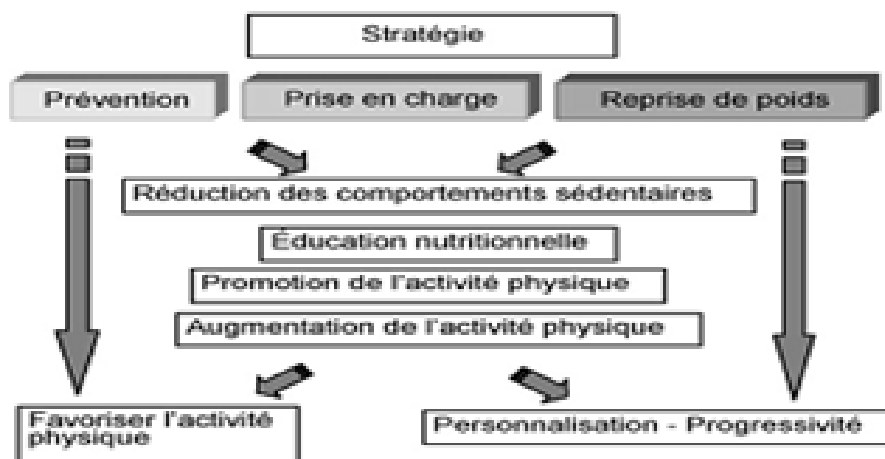 Stratégie
Prévention
Prise en charge
Reprise de poids
Réduction des comportements sédentaires
Éducation nutritionnelle
Promotion de l'activité physique
Augmentation de l'activité physique
Favoriser l'activité
physique
Personnalisation - Progressivité